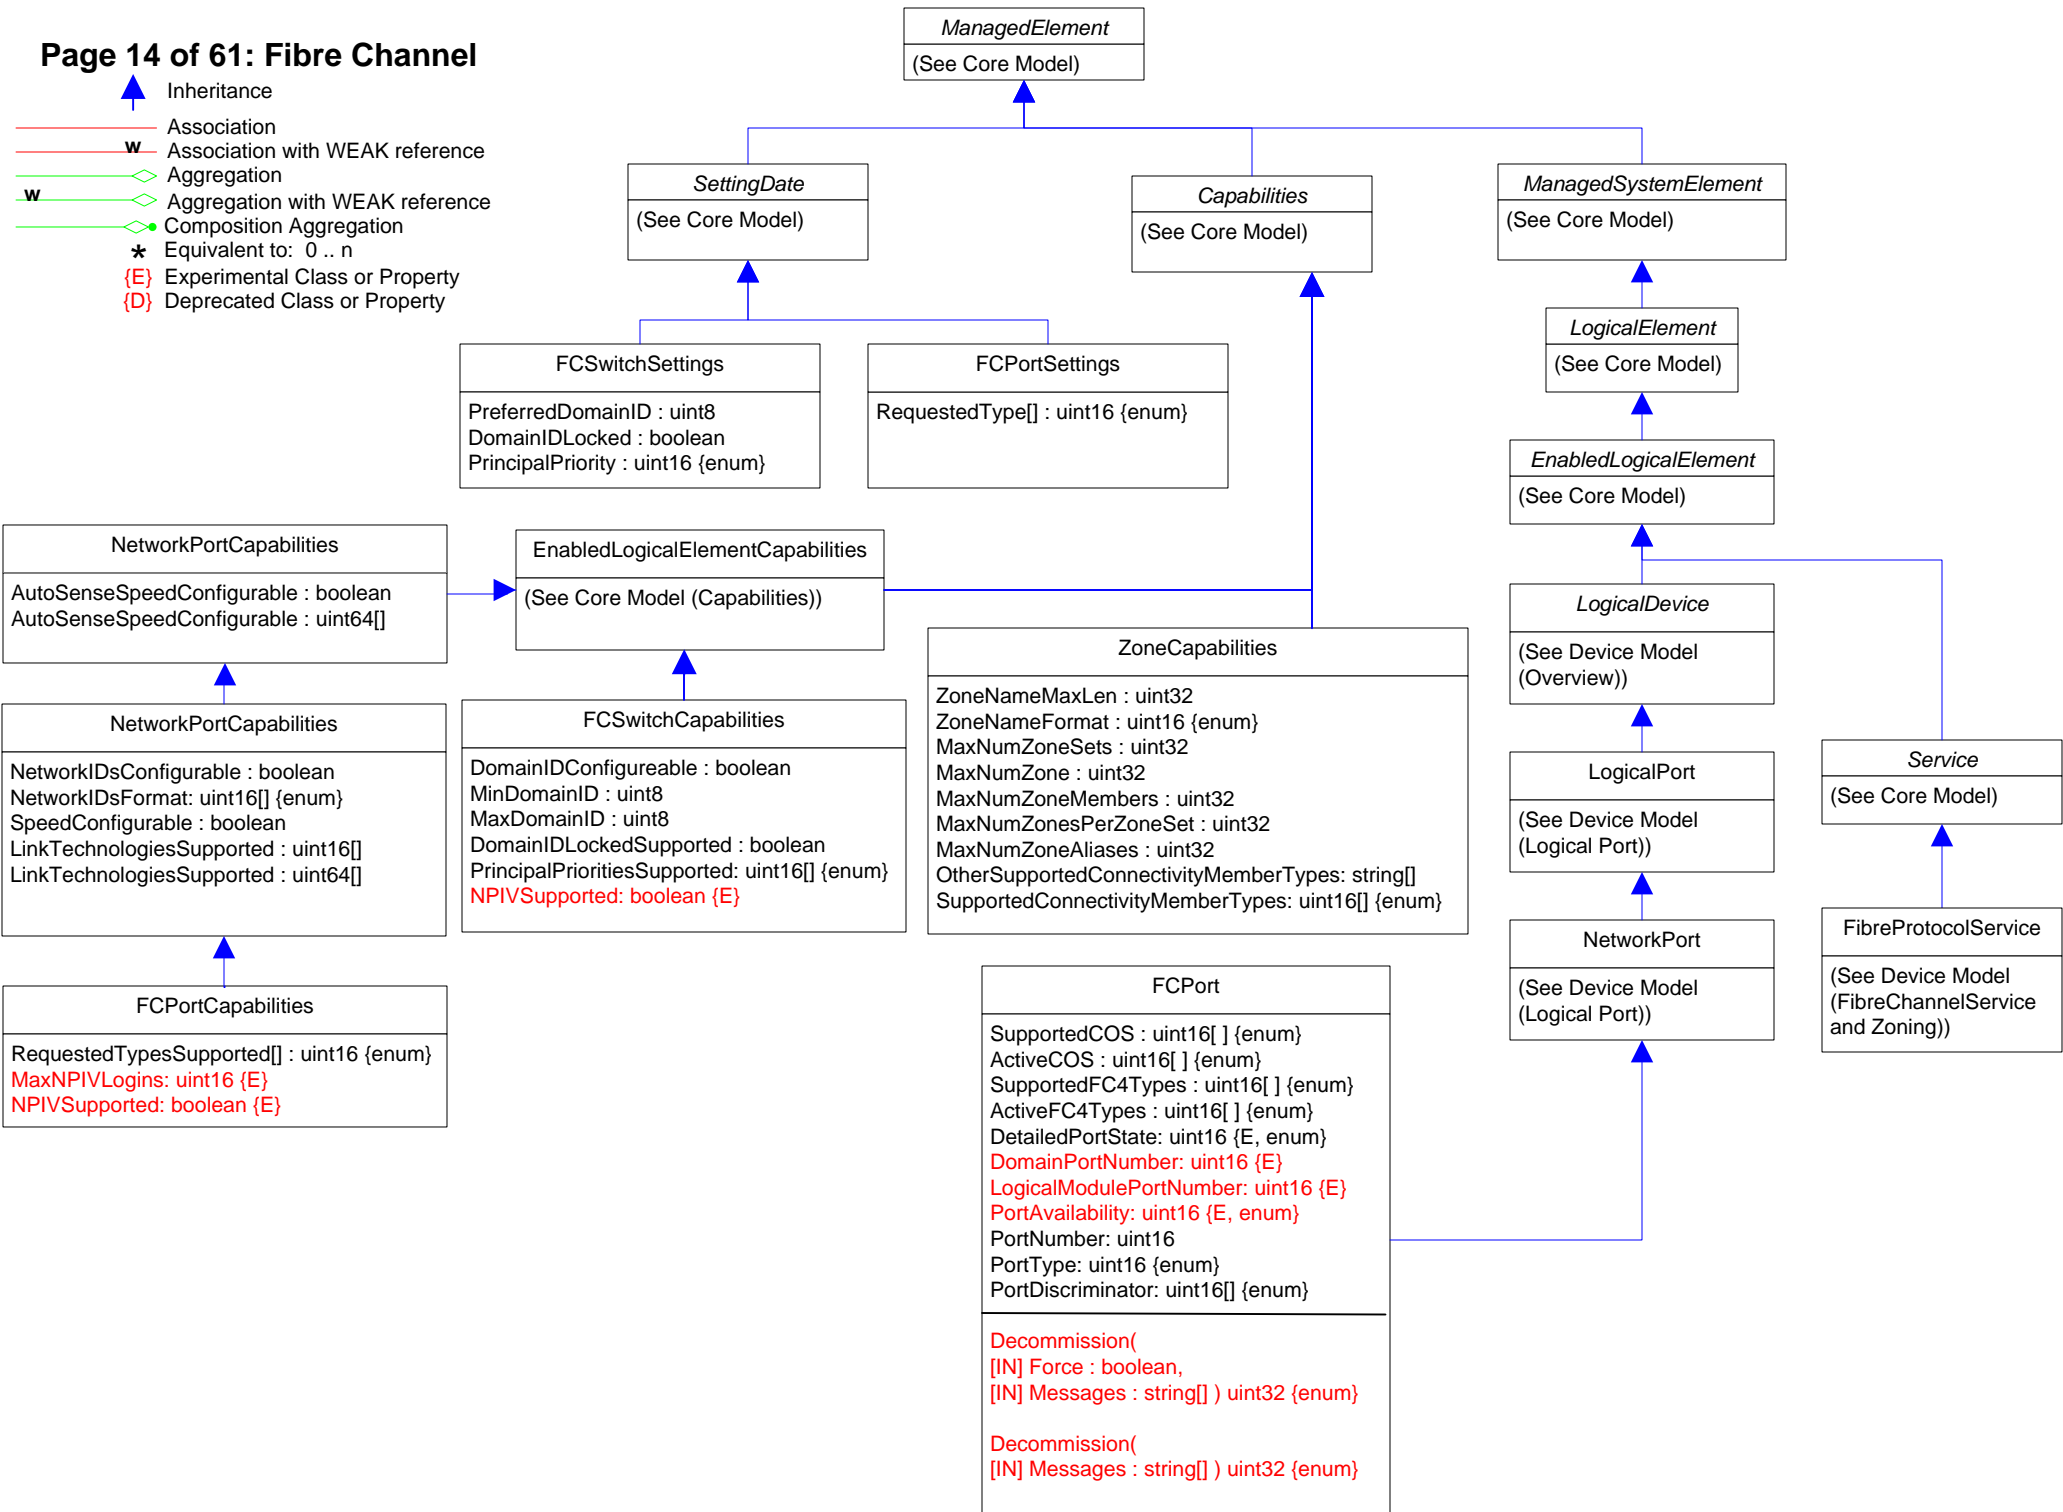 Page 14 of 61: Fibre Channel
Inheritance
Association
w Association with WEAK reference
Aggregation
w Aggregation with WEAK reference
Composition Aggregation
* Equivalent to: 0 .. n
{E} Experimental Class or Property
{D} Deprecated Class or Property
ManagedElement
(See Core Model)
SettingDate
(See Core Model)
Capabilities
(See Core Model)
ManagedSystemElement
(See Core Model)
LogicalElement
(See Core Model)
FCSwitchSettings
PreferredDomainID : uint8
DomainIDLocked : boolean
PrincipalPriority : uint16 {enum}
FCPortSettings
RequestedType[] : uint16 {enum}
EnabledLogicalElement
(See Core Model)
NetworkPortCapabilities
AutoSenseSpeedConfigurable : boolean
AutoSenseSpeedConfigurable : uint64[]
EnabledLogicalElementCapabilities
(See Core Model (Capabilities))
LogicalDevice
(See Device Model
(Overview))
ZoneCapabilities
ZoneNameMaxLen : uint32
ZoneNameFormat : uint16 {enum}
MaxNumZoneSets : uint32
MaxNumZone : uint32
MaxNumZoneMembers : uint32
MaxNumZonesPerZoneSet : uint32
MaxNumZoneAliases : uint32
OtherSupportedConnectivityMemberTypes: string[]
SupportedConnectivityMemberTypes: uint16[] {enum}
NetworkPortCapabilities
NetworkIDsConfigurable : boolean
NetworkIDsFormat: uint16[] {enum}
SpeedConfigurable : boolean
LinkTechnologiesSupported : uint16[]
LinkTechnologiesSupported : uint64[]
FCSwitchCapabilities
DomainIDConfigureable : boolean
MinDomainID : uint8
MaxDomainID : uint8
DomainIDLockedSupported : boolean
PrincipalPrioritiesSupported: uint16[] {enum}
NPIVSupported: boolean {E}
LogicalPort
(See Device Model
(Logical Port))
Service
(See Core Model)
NetworkPort
(See Device Model
(Logical Port))
FibreProtocolService
(See Device Model
(FibreChannelService
and Zoning))
FCPortCapabilities
RequestedTypesSupported[] : uint16 {enum}
MaxNPIVLogins: uint16 {E}
NPIVSupported: boolean {E}
FCPort
SupportedCOS : uint16[ ] {enum}
ActiveCOS : uint16[ ] {enum}
SupportedFC4Types : uint16[ ] {enum}
ActiveFC4Types : uint16[ ] {enum}
DetailedPortState: uint16 {E, enum}
DomainPortNumber: uint16 {E}
LogicalModulePortNumber: uint16 {E}
PortAvailability: uint16 {E, enum}
PortNumber: uint16
PortType: uint16 {enum}
PortDiscriminator: uint16[] {enum}
Decommission(
[IN] Force : boolean,
[IN] Messages : string[] ) uint32 {enum}
Decommission(
[IN] Messages : string[] ) uint32 {enum}